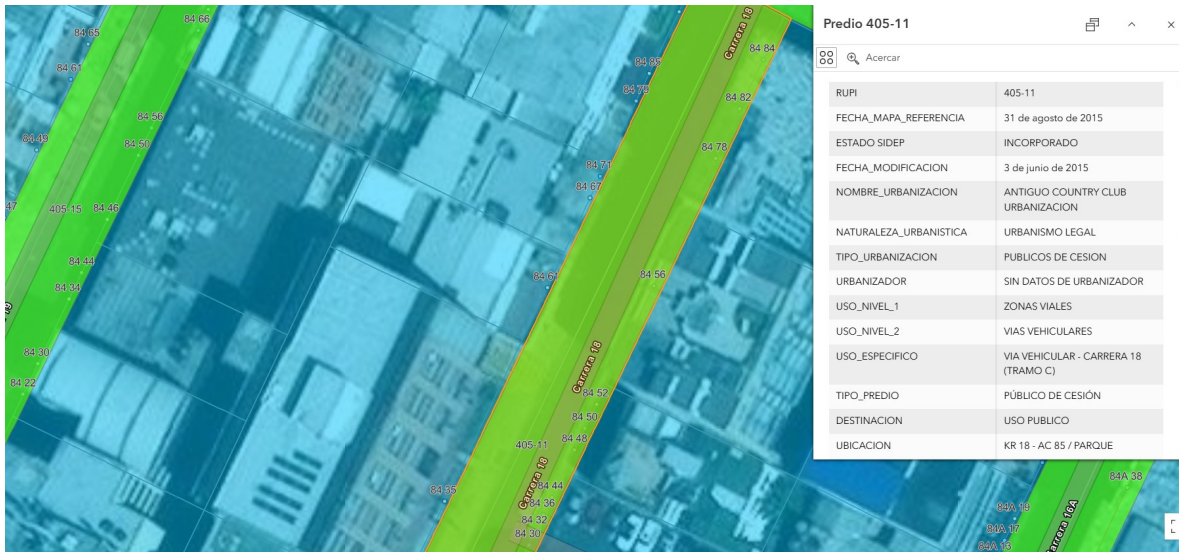 84 66
84 65
84 61
84 56
84 50
84 49
47
405-15
84 46
84 44
84 34
19
84 30
84 22
Carrera 18
84 84
84 85
84 79
84 82
84 78
84 71
84 67
84 61
84 56
Carrera 18
84 52
84 50
405-11
84 48
84 35
Carrera 18
84 44
84 36
84 32
84 30
Predio 405-11
Acercar
RUPI 405-11
FECHA_MAPA_REFERENCIA 31 de agosto de 2015
ESTADO SIDEP INCORPORADO
FECHA_MODIFICACION 3 de junio de 2015
NOMBRE_URBANIZACION ANTIGUO COUNTRY CLUB
URBANIZACION
NATURALEZA_URBANISTICA URBANISMO LEGAL
TIPO_URBANIZACION PUBLICOS DE CESION
URBANIZADOR SIN DATOS DE URBANIZADOR
USO_NIVEL_1 ZONAS VIALES
USO_NIVEL_2 VIAS VEHICULARES
USO_ESPECIFICO VIA VEHICULAR - CARRERA 18
(TRAMO C)
TIPO_PREDIO PÚBLICO DE CESIÓN
DESTINACION USO PUBLICO
UBICACION KR 18 - AC 85 / PARQUE
84A 38
84A 19
84A 17
84A 13
Carrera 16A